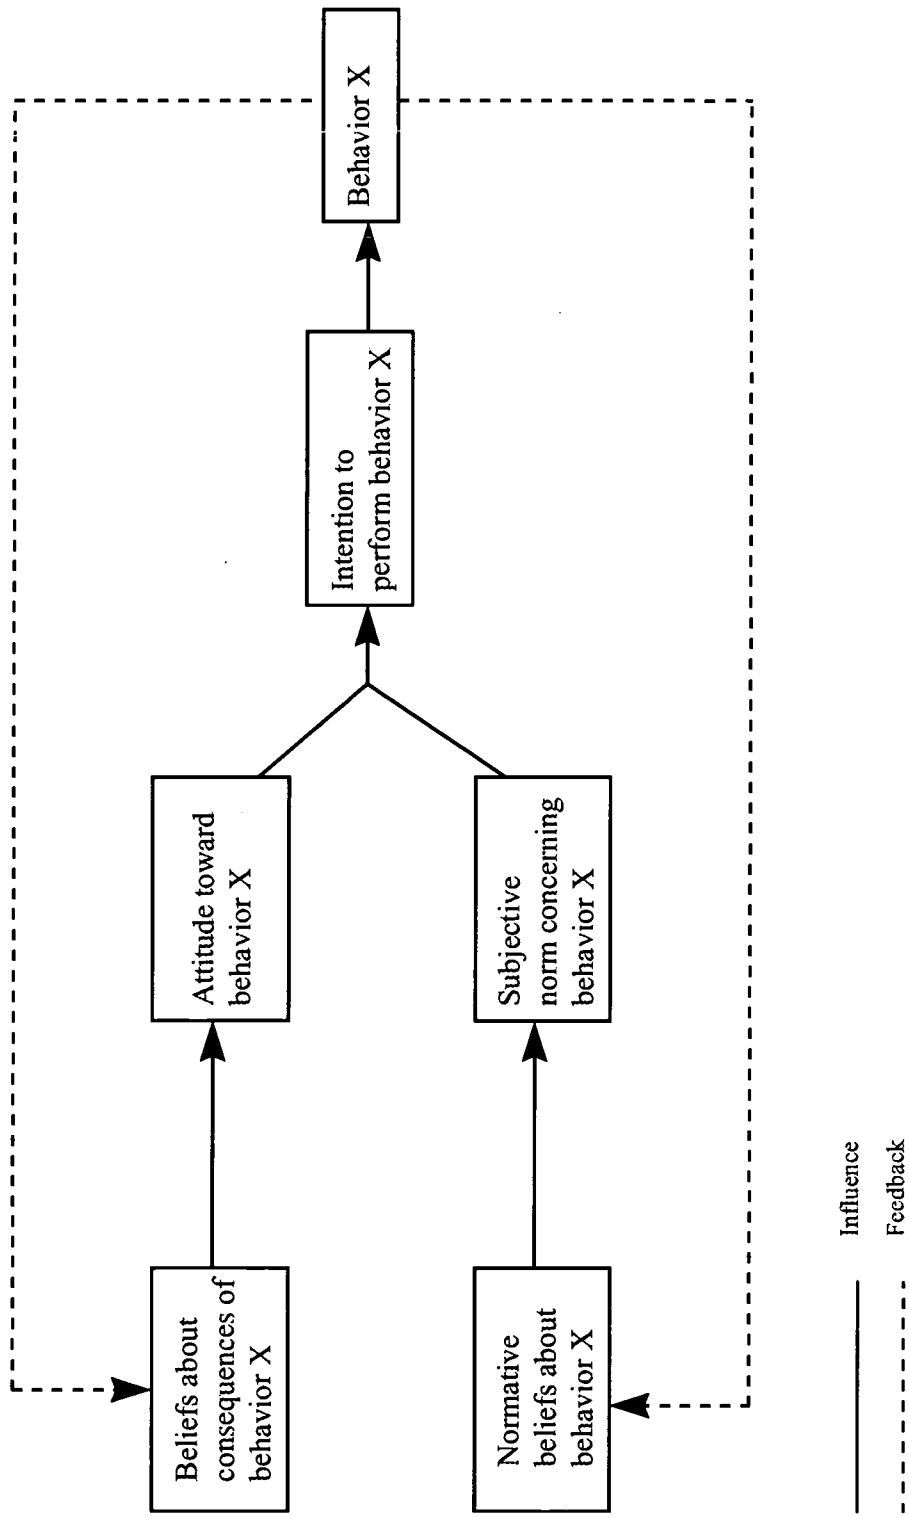 Beliefs about
consequences of
behavior X
Attitude toward
behavior X
Normative
beliefs about
behavior X
Subjective
norm concerning
behavior X
Intention to
perform behavior X
Behavior X
Influence
Feedback